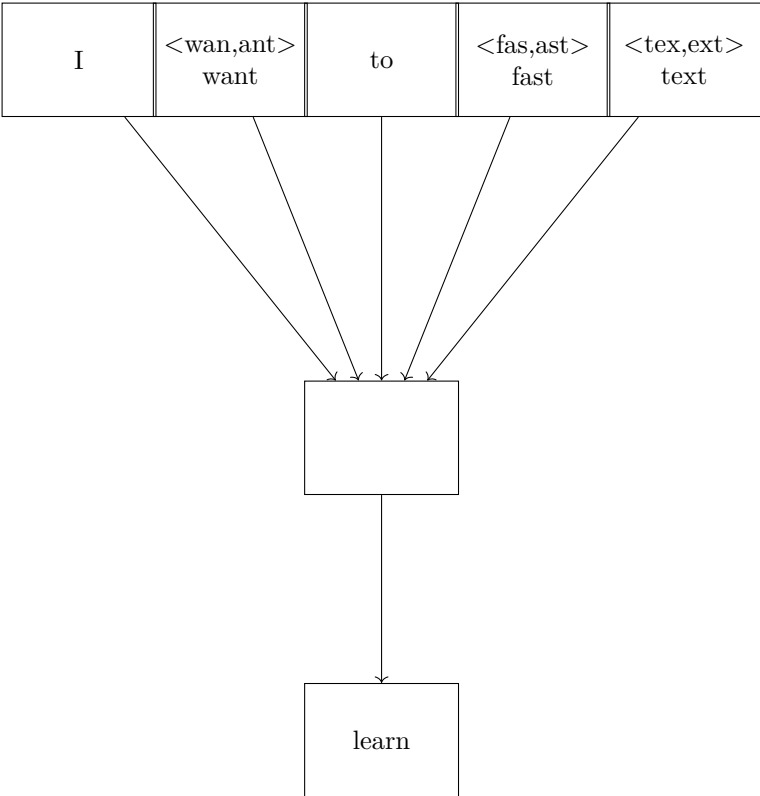 I
<wan,ant>
want
to
<fas,ast>
fast
<tex,ext>
text
learn